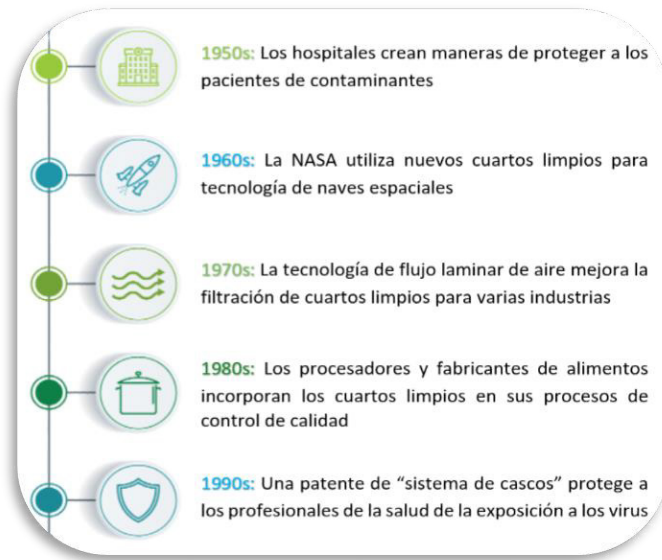 1950s: Los hospitales crean maneras de proteger a los
pacientes de contaminantes
1960s: La NASA utiliza nuevos cuartos limpios para
tecnología de naves espaciales
1970s: La tecnología de flujo laminar de aire mejora la
filtración de cuartos limpios para varias industrias
1980s: Los procesadores y fabricantes de alimentos
incorporan los cuartos limpios en sus procesos de
control de calidad
1990s: Una patente de “sistema de cascos” protege a
los profesionales de la salud de la exposición a los virus